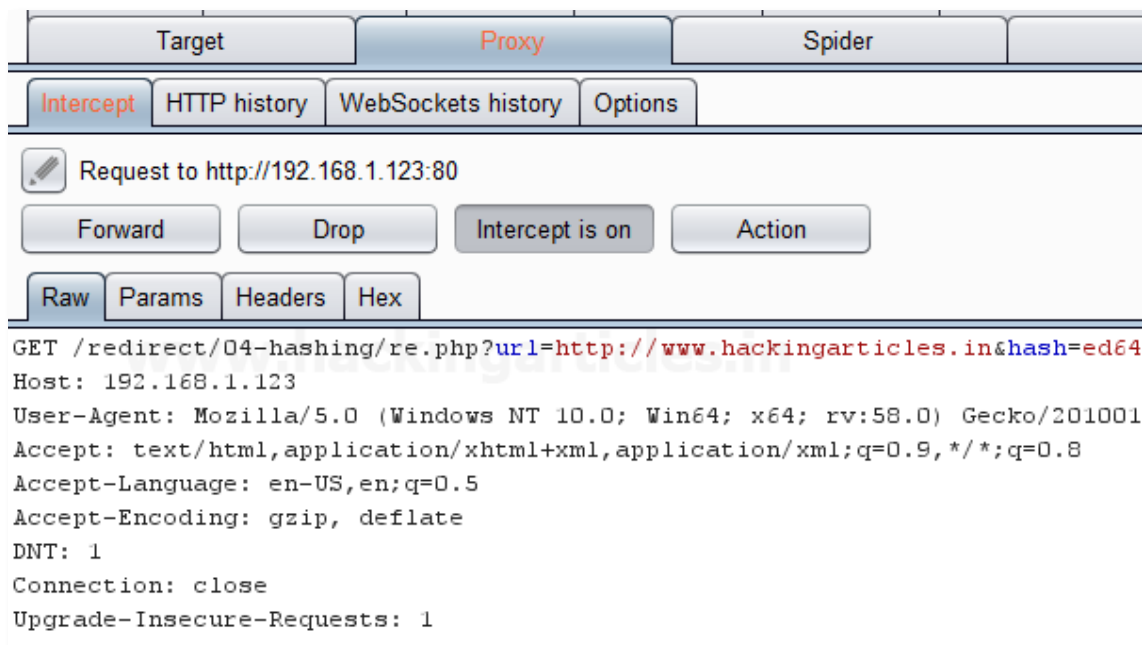 Target Proxy Spider
Intercept HTTP history WebSockets history Options
Request to http://192.168.1.123:80
Forward Drop Intercept is on Action
Raw Params Headers Hex
GET /redirect/04-hashing/re.php?url=http://www.hackingarticles.in&hash=ed64
Host: 192.168.1.123
User-Agent: Mozilla/5.0 (Windows NT 10.0; Win64; x64; rv:58.0) Gecko/201001
Accept: text/html,application/xhtml+xml,application/xml;q=0.9,*/*;q=0.8
Accept-Language: en-US,en;q=0.5
Accept-Encoding: gzip, deflate
DNT: 1
Connection: close
Upgrade-Insecure-Requests: 1
www.hackingarticles.in